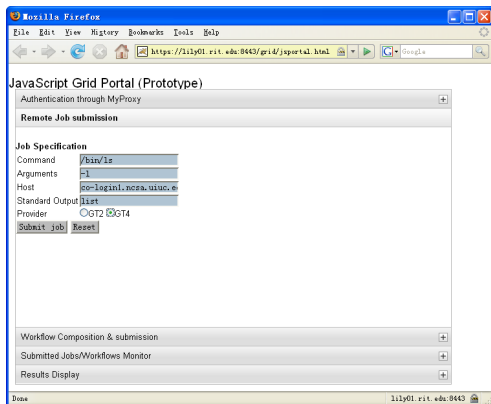 Mozilla Firefox
File Edit View History Bookmarks Tools Help
https://lily01.rit.edu:8443/grid/jsportal.html Google
JavaScript Grid Portal (Prototype)
Authentication through MyProxy
Remote Job submission
Job Specification
Command /bin/ls
Arguments -l
Host co-login1.ncsa.uiuc.e
Standard Output list
Provider GT2 GT4
Submit job Reset
Workflow Composition & submission
Submitted Jobs/Workflows Monitor
Results Display
Done lily01.rit.edu:8443